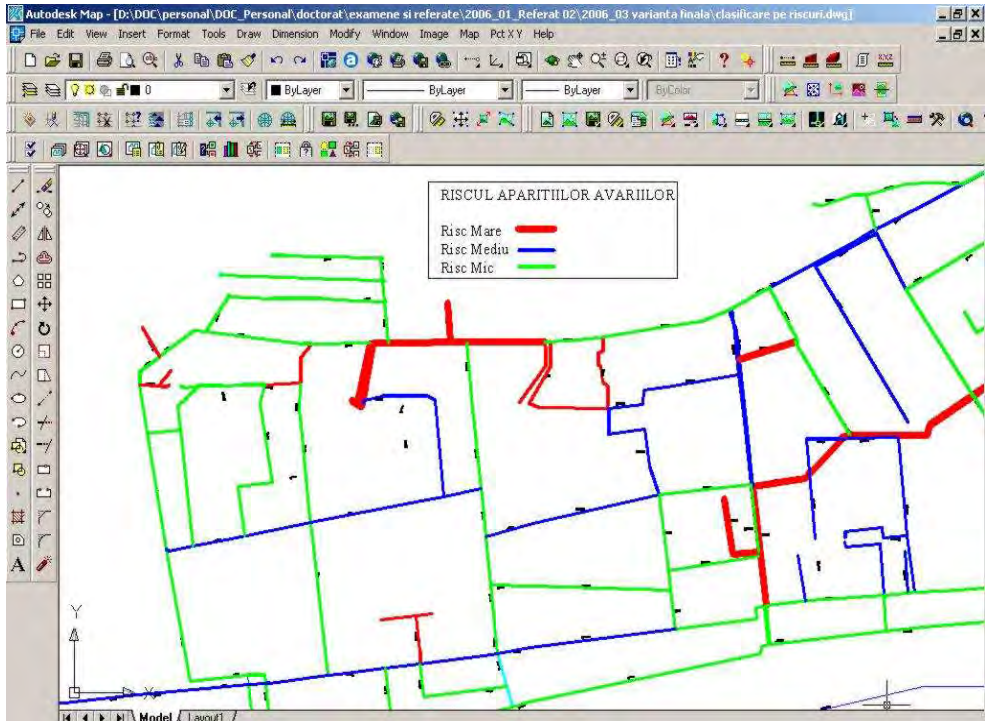 Autodesk Map - [D:\DOC\personal\DOC_Personal\doctorat\examene si referate\2006_01_Referat 02\2006_03 varianta finala\clasificare pe riscuri.dwg]
File Edit View Insert Format Tools Draw Dimension Modify Window Image Map Pct X Y Help
0 ByLayer ByLayer ByLayer ByColor
RISCUL APARITIILOR AVARIILOR
Risc Mare
Risc Mediu
Risc Mic
A
Y
X
Model Layout1